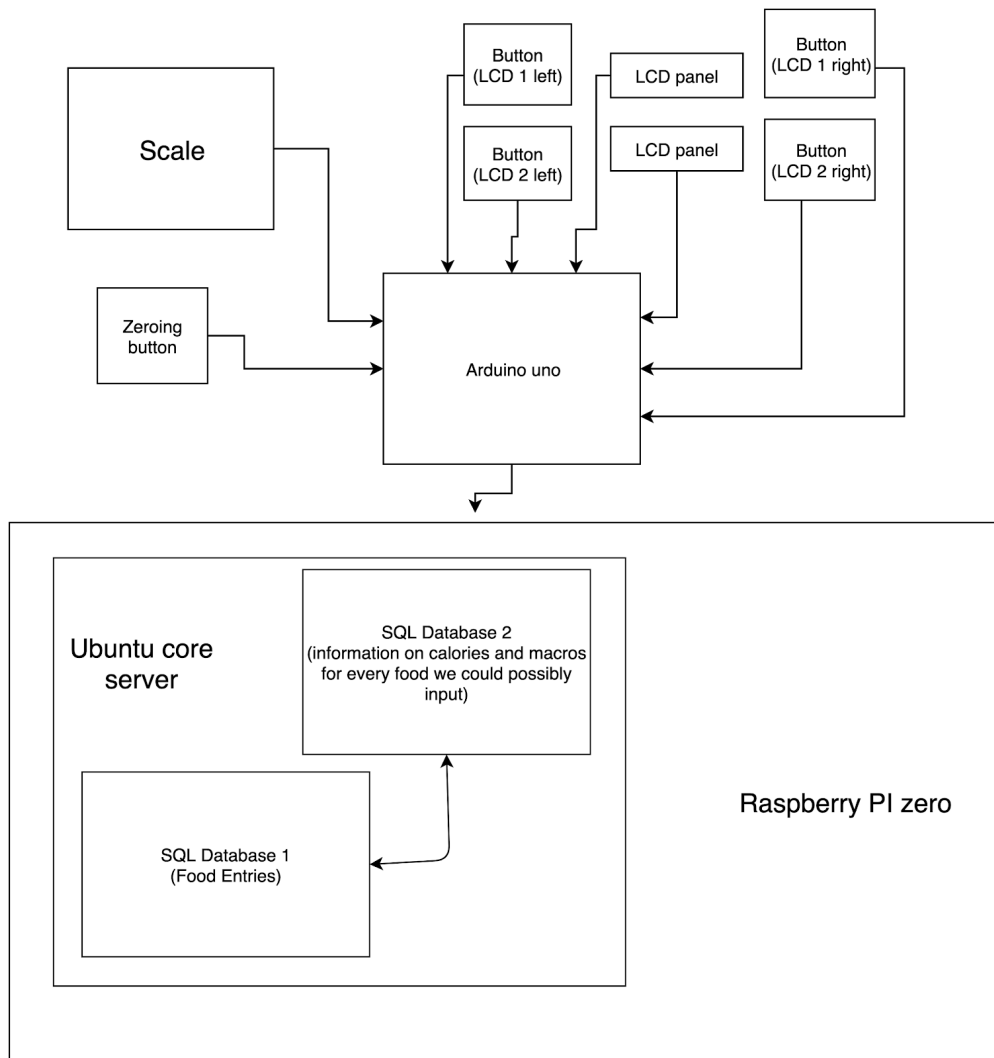 Button
(LCD 1 left)
LCD panel
Button
(LCD 1 right)
Scale
Button
(LCD 2 left)
LCD panel
Button
(LCD 2 right)
Zeroing
button
Arduino uno
Ubuntu core
server
SQL Database 2
(information on calories and macros
for every food we could possibly
input)
SQL Database 1
(Food Entries)
Raspberry PI zero